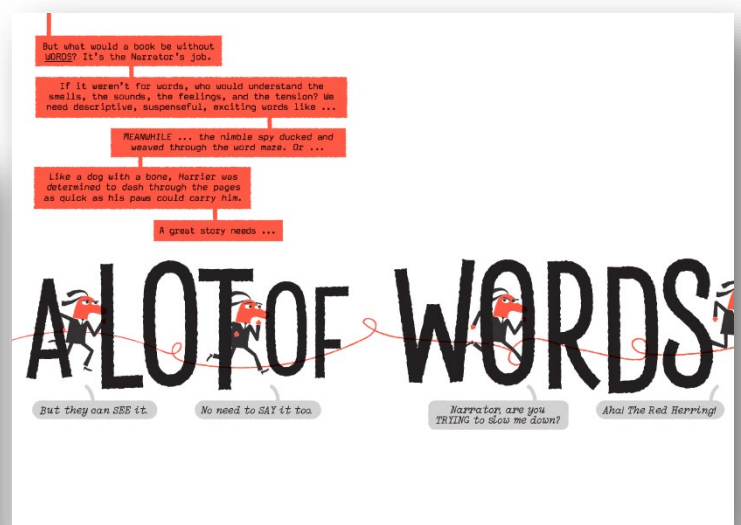 But what would a book be without
WORDS? It's the Narrator's job.
If it weren't for words, who would understand the
smells, the sounds, the feelings, and the tension? We
need descriptive, suspenseful, exciting words like ...
MEANWHILE ... the nimble spy ducked and
weaved through the word maze. Or ...
Like a dog with a bone, Harrier was
determined to dash through the pages
as quick as his paws could carry him.
A great story needs ...
A LOT OF WORDS
But they can SEE it.
No need to SAY it too.
Narrator, are you
TRYING to slow me down?
Aha! The Red Herring!